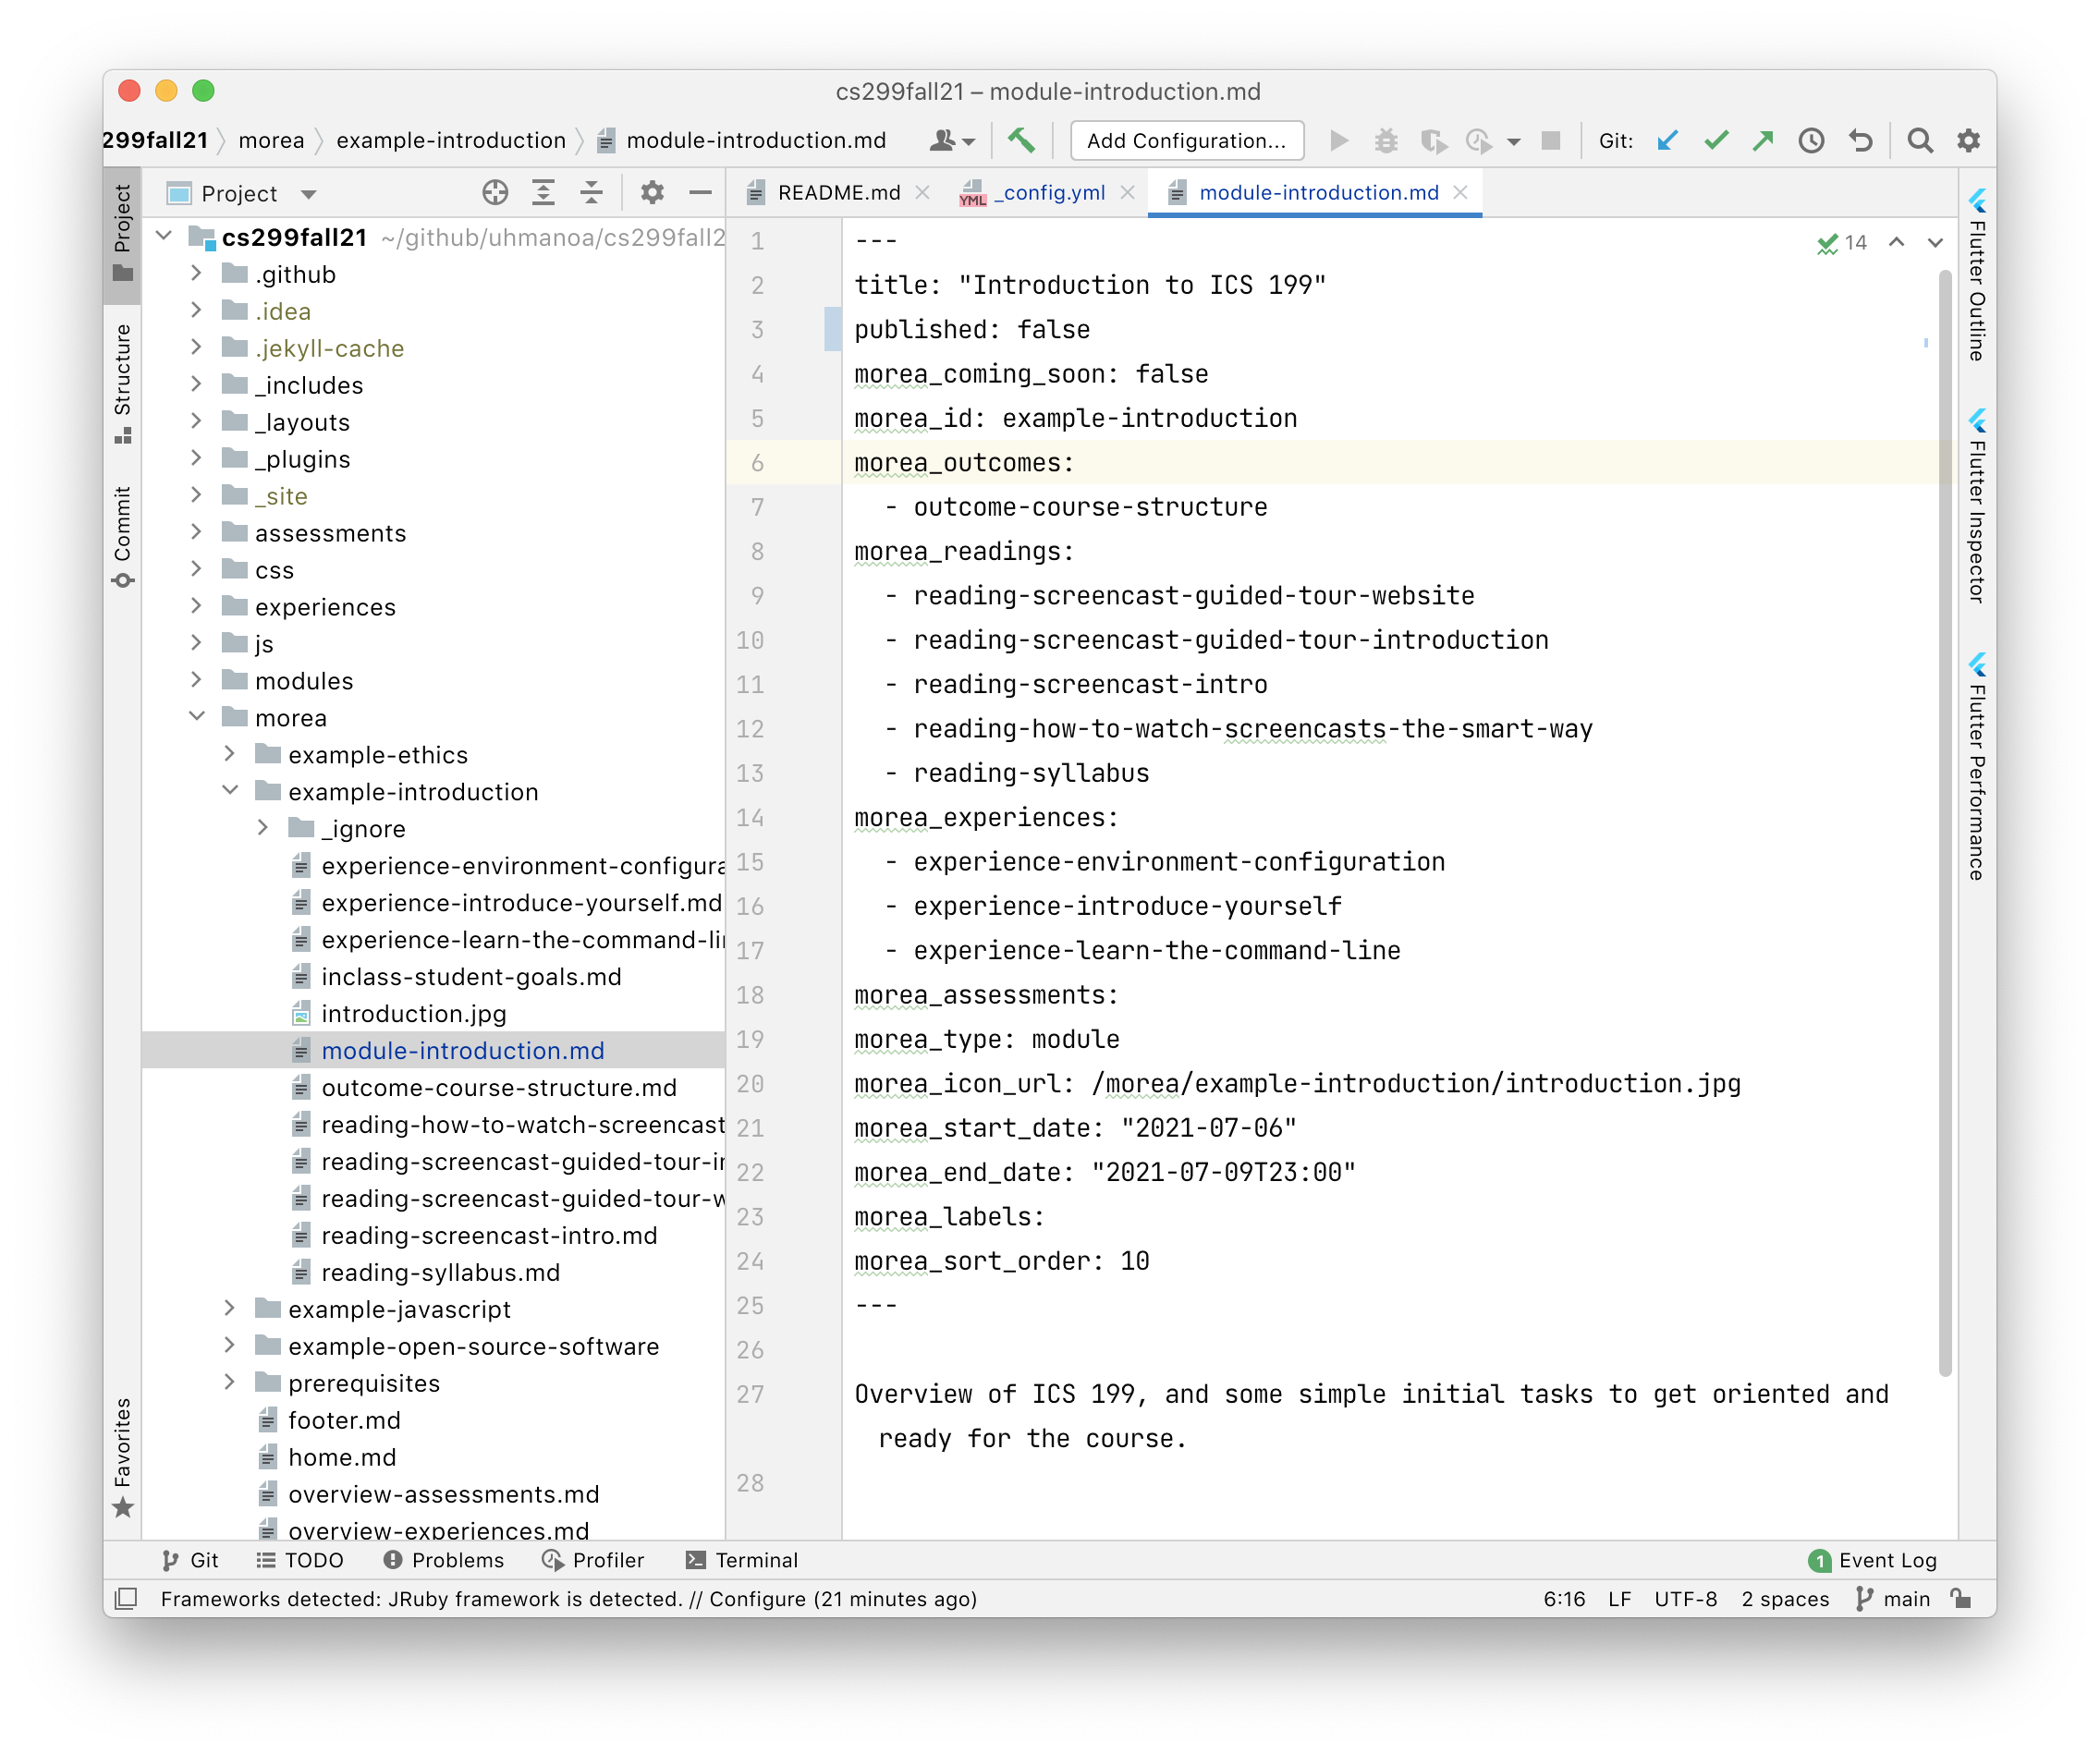 cs299fall21 – module-introduction.md
299fall21 morea example-introduction module-introduction.md Add Configuration... Git:
Project
Structure
Commit
Favorites
Project
cs299fall21 ~/github/uhmanoa/cs299fall2
.github
.idea
.jekyll-cache
_includes
_layouts
_plugins
_site
assessments
css
experiences
js
modules
morea
example-ethics
example-introduction
_ignore
experience-environment-configura
experience-introduce-yourself.md
experience-learn-the-command-li
inclass-student-goals.md
introduction.jpg
module-introduction.md
outcome-course-structure.md
reading-how-to-watch-screencast
reading-screencast-guided-tour-i
reading-screencast-guided-tour-w
reading-screencast-intro.md
reading-syllabus.md
example-javascript
example-open-source-software
prerequisites
footer.md
home.md
overview-assessments.md
overview-experiences.md
README.md YML _config.yml module-introduction.md
14
1 ---
2 title: "Introduction to ICS 199"
3 published: false
4 morea_coming_soon: false
5 morea_id: example-introduction
6 morea_outcomes:
7 - outcome-course-structure
8 morea_readings:
9 - reading-screencast-guided-tour-website
10 - reading-screencast-guided-tour-introduction
11 - reading-screencast-intro
12 - reading-how-to-watch-screencasts-the-smart-way
13 - reading-syllabus
14 morea_experiences:
15 - experience-environment-configuration
16 - experience-introduce-yourself
17 - experience-learn-the-command-line
18 morea_assessments:
19 morea_type: module
20 morea_icon_url: /morea/example-introduction/introduction.jpg
21 morea_start_date: "2021-07-06"
22 morea_end_date: "2021-07-09T23:00"
23 morea_labels:
24 morea_sort_order: 10
25 ---
26
27 Overview of ICS 199, and some simple initial tasks to get oriented and
ready for the course.
28
Flutter Outline
Flutter Inspector
Flutter Performance
Git TODO Problems Profiler Terminal 1 Event Log
Frameworks detected: JRuby framework is detected. // Configure (21 minutes ago) 6:16 LF UTF-8 2 spaces main